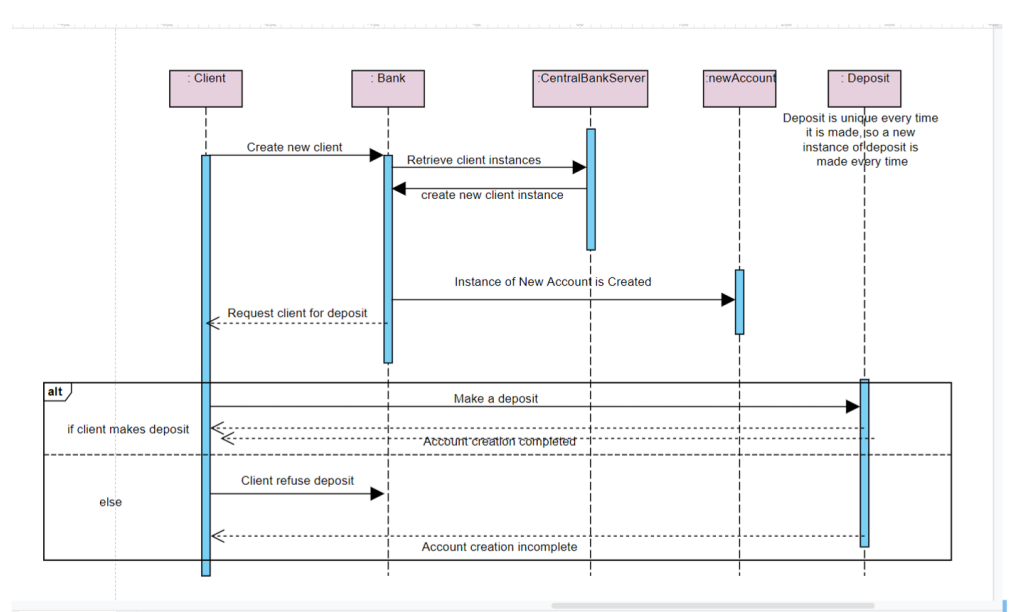 : Client
: Bank
:CentralBankServer
:newAccount
: Deposit
Deposit is unique every time
it is made, so a new
instance of deposit is
made every time
Create new client
Retrieve client instances
create new client instance
Instance of New Account is Created
Request client for deposit
alt
Make a deposit
if client makes deposit
Account creation completed
Client refuse deposit
else
Account creation incomplete